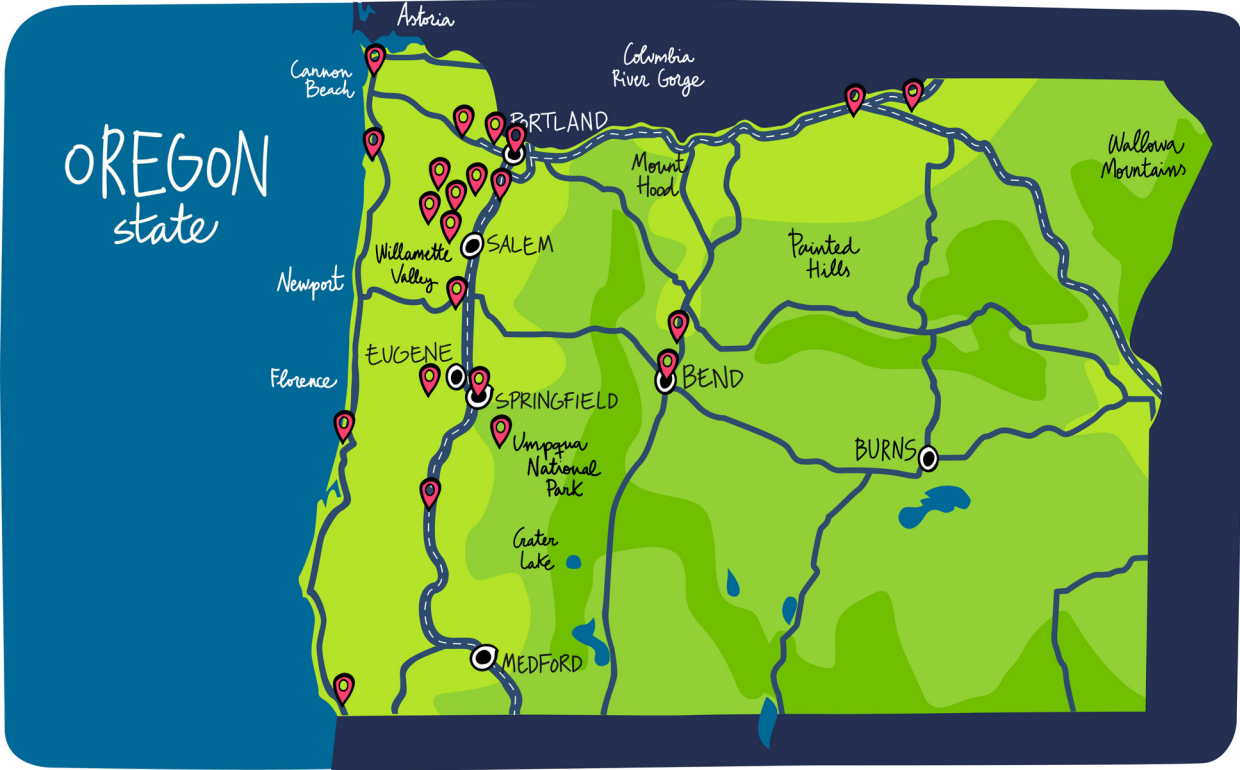 Astoria
Columbia
River Gorge
Cannon
Beach
PORTLAND
OREGON
state
Mount
Hood
Wallowa
Mountains
SALEM
Willamette
Valley
Painted
Hills
Newport
EUGENE
Florence
BEND
SPRINGFIELD
Umpqua
National
Park
BURNS
Crater
Lake
MEDFORD